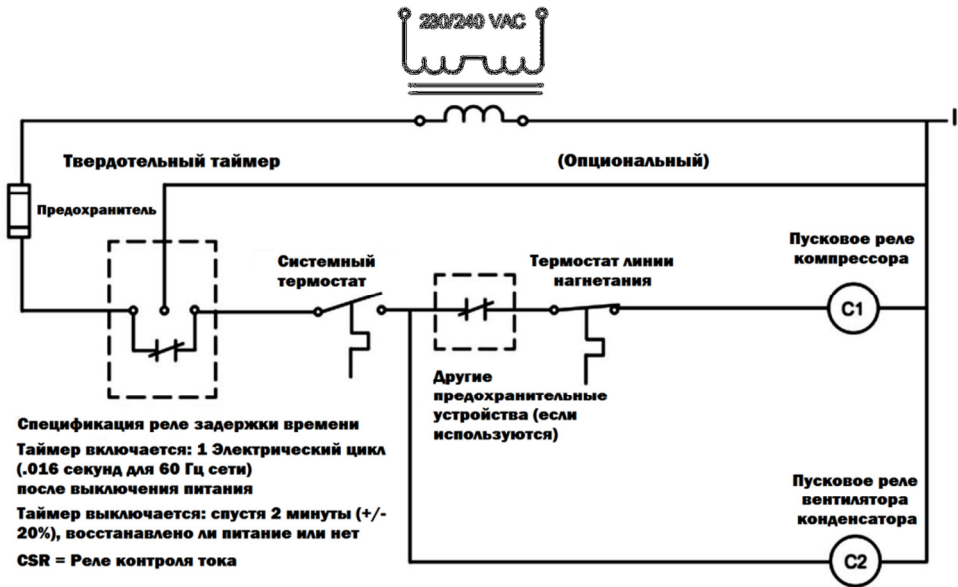 230/240 VAC
Твердотельный таймер
(Опциональный)
Предохранитель
Системный
термостат
Термостат линии
нагнетания
Пусковое реле
компрессора
C1
Другие
предохранительные
устройства (если
используются)
Спецификация реле задержки времени
Таймер включается: 1 Электрический цикл
(.016 секунд для 60 Гц сети)
после выключения питания
Таймер выключается: спустя 2 минуты (+/-
20%), восстанавлено ли питание или нет
CSR = Реле контроля тока
Пусковое реле
вентилятора
конденсатора
C2